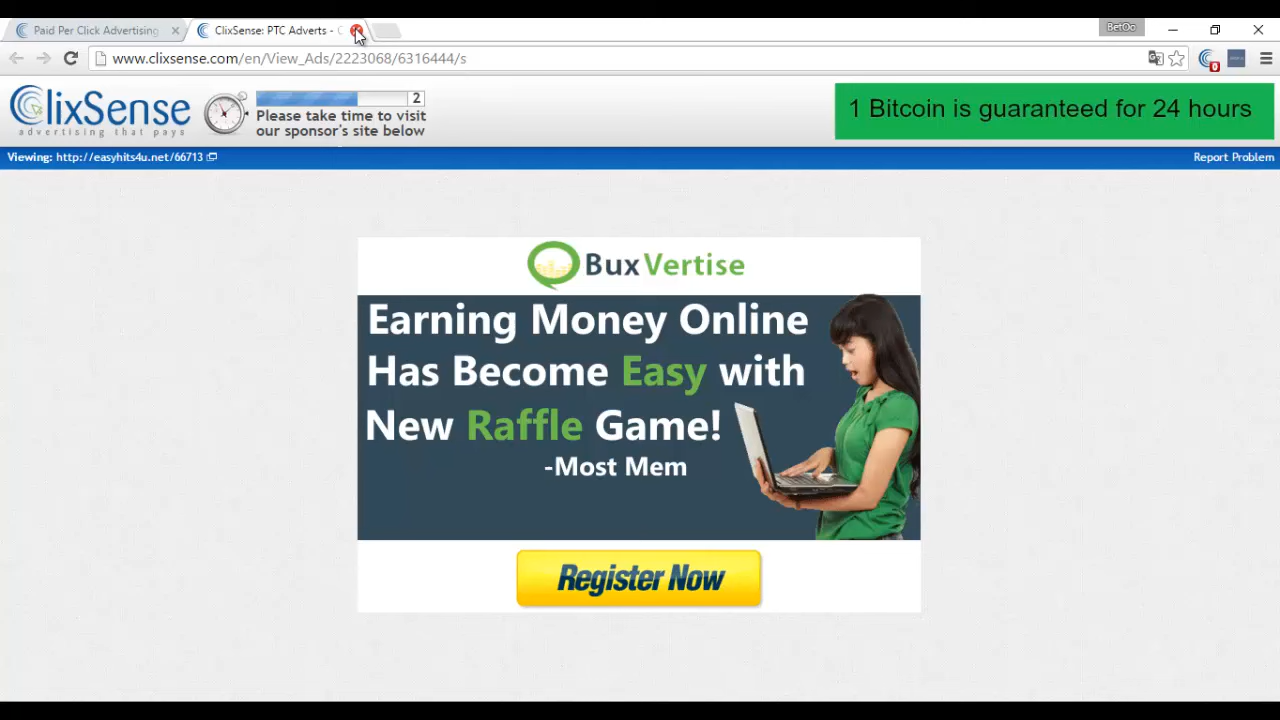 Paid Per Click Advertising
ClixSense: PTC Adverts - C
BetOo
www.clixsense.com/en/View_Ads/2223068/6316444/s
ClixSense
advertising that pays
2
Please take time to visit
our sponsor's site below
1 Bitcoin is guaranteed for 24 hours
Viewing: http://easyhits4u.net/66713
Report Problem
BuxVertise
Earning Money Online
Has Become Easy with
New Raffle Game!
-Most Mem
Register Now